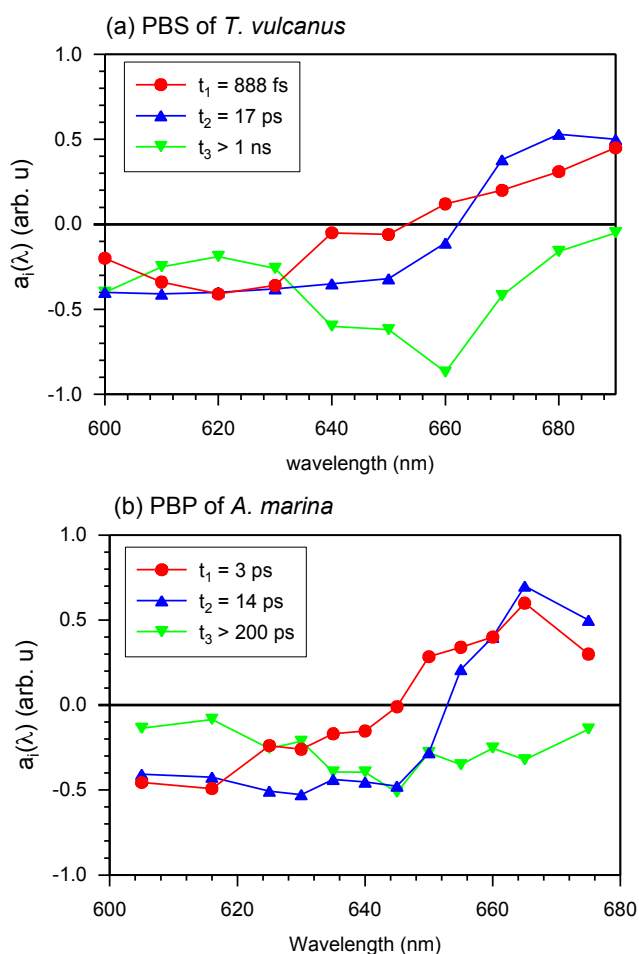 (a) PBS of T. vulcanus
1.0
0.5
0.0
-0.5
-1.0
aᵢ(λ) (arb. u)
t₁ = 888 fs
t₂ = 17 ps
t₃ > 1 ns
600 620 640 660 680
wavelength (nm)
(b) PBP of A. marina
1.0
0.5
0.0
-0.5
-1.0
aᵢ(λ) (arb. u)
t₁ = 3 ps
t₂ = 14 ps
t₃ > 200 ps
600 620 640 660 680
Wavelength (nm)